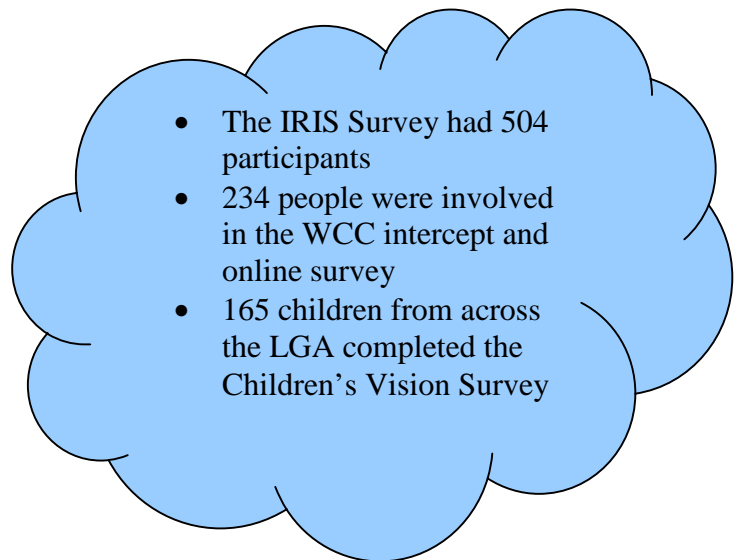 • The IRIS Survey had 504
participants
• 234 people were involved
in the WCC intercept and
online survey
• 165 children from across
the LGA completed the
Children’s Vision Survey